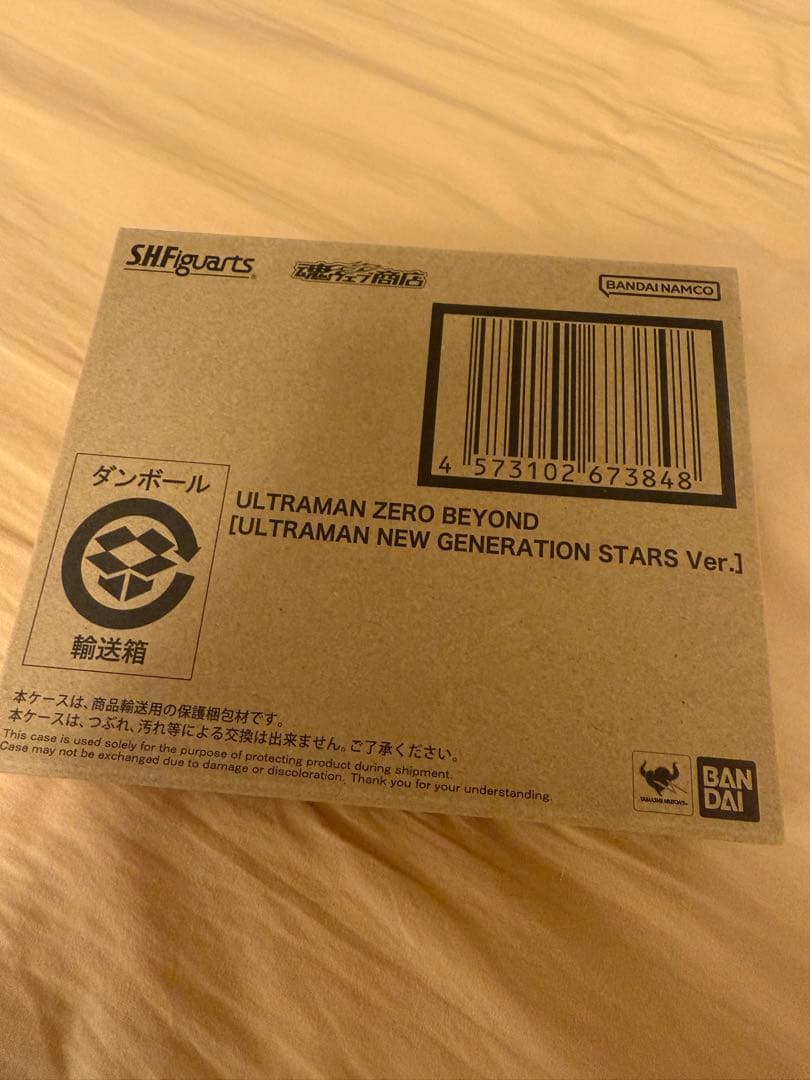 S.H.Figuarts
魂ウェブ商店
BANDAI NAMCO
4 573102 673848
ダンボール
輸送箱
ULTRAMAN ZERO BEYOND
[ULTRAMAN NEW GENERATION STARS Ver.]
本ケースは、商品輸送用の保護梱包材です。
本ケースは、つぶれ、汚れ等による交換は出来ません。ご了承ください。
This case is used solely for the purpose of protecting product during shipment.
Case may not be exchanged due to damage or discoloration. Thank you for your understanding.
TAMASHII NATIONS
BAN
DAI